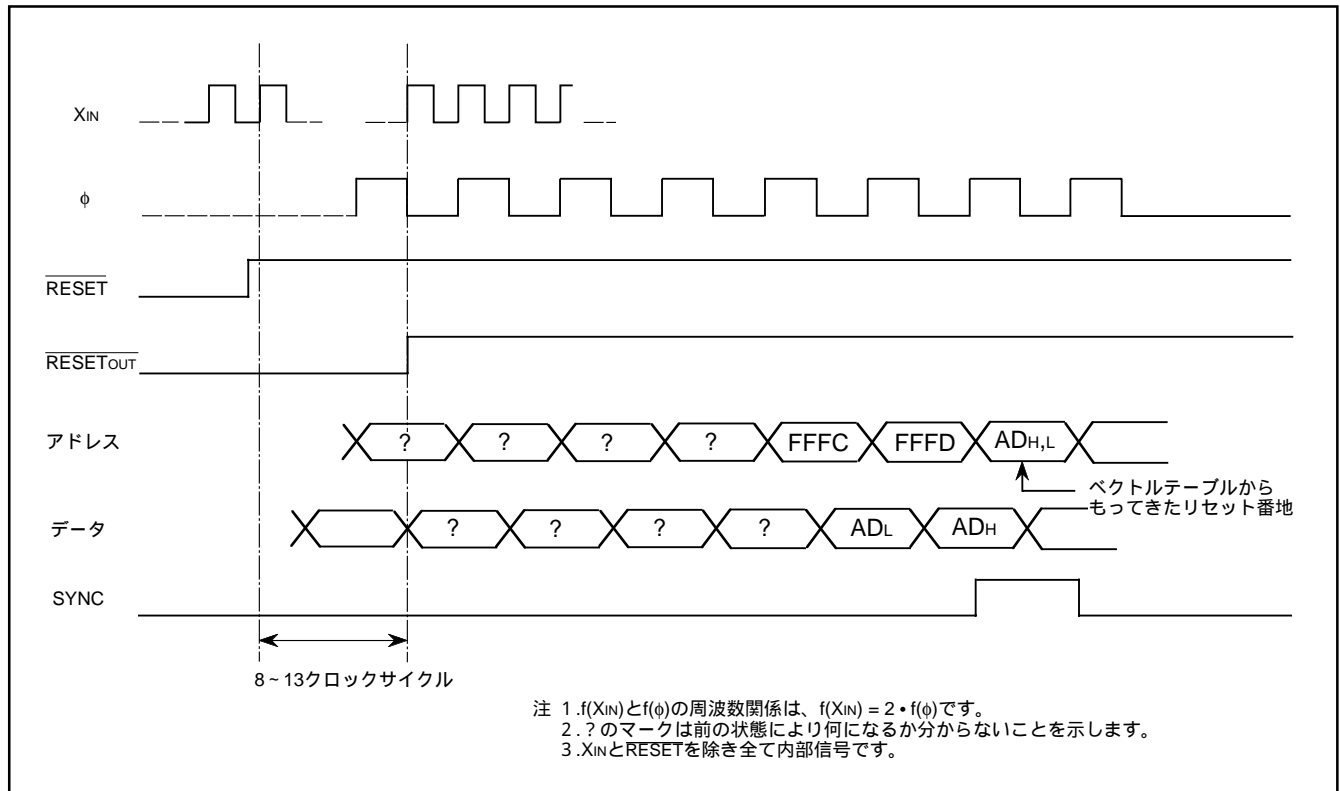 XIN
φ
RESET
RESETOUT
アドレス
? ? ? ? FFFC FFFD ADH,L
ベクトルテーブルから
もってきたリセット番地
データ
? ? ? ? ADL ADH
SYNC
8~13クロックサイクル
注 1.f(XIN)とf(φ)の周波数関係は、f(XIN) = 2・f(φ)です。
2.?のマークは前の状態により何になるか分からないことを示します。
3.XINとRESETを除き全て内部信号です。